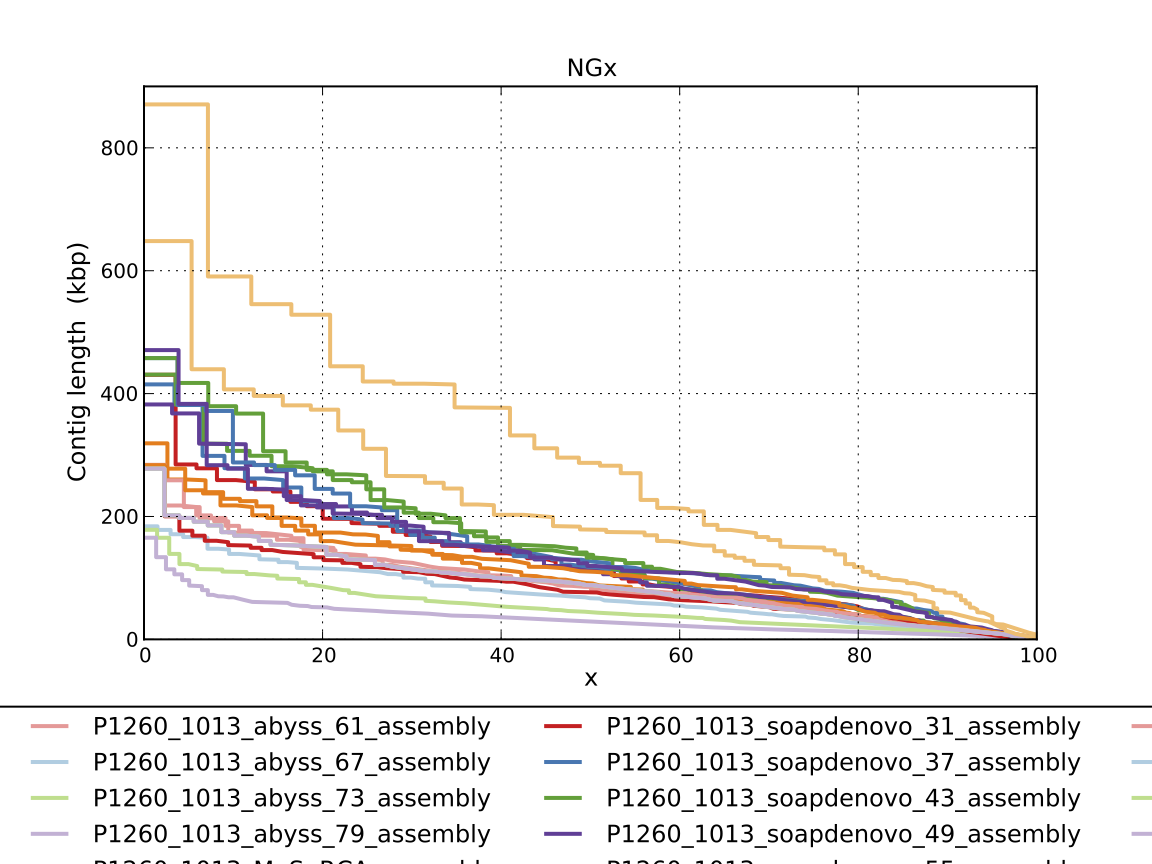 NGx
Contig length (kbp)
800
600
400
200
0
0 20 40 60 80 100
x
P1260_1013_abyss_61_assembly P1260_1013_soapdenovo_31_assembly
P1260_1013_abyss_67_assembly P1260_1013_soapdenovo_37_assembly
P1260_1013_abyss_73_assembly P1260_1013_soapdenovo_43_assembly
P1260_1013_abyss_79_assembly P1260_1013_soapdenovo_49_assembly